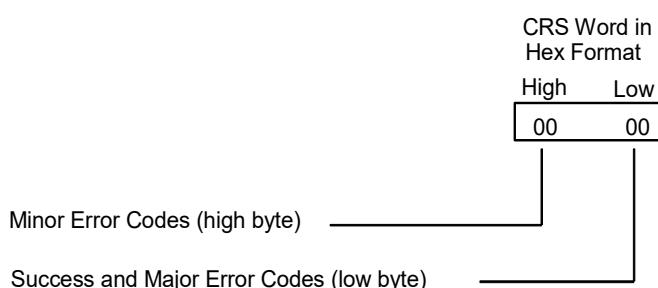 CRS Word in
Hex Format
High Low
00 00
Minor Error Codes (high byte)
Success and Major Error Codes (low byte)